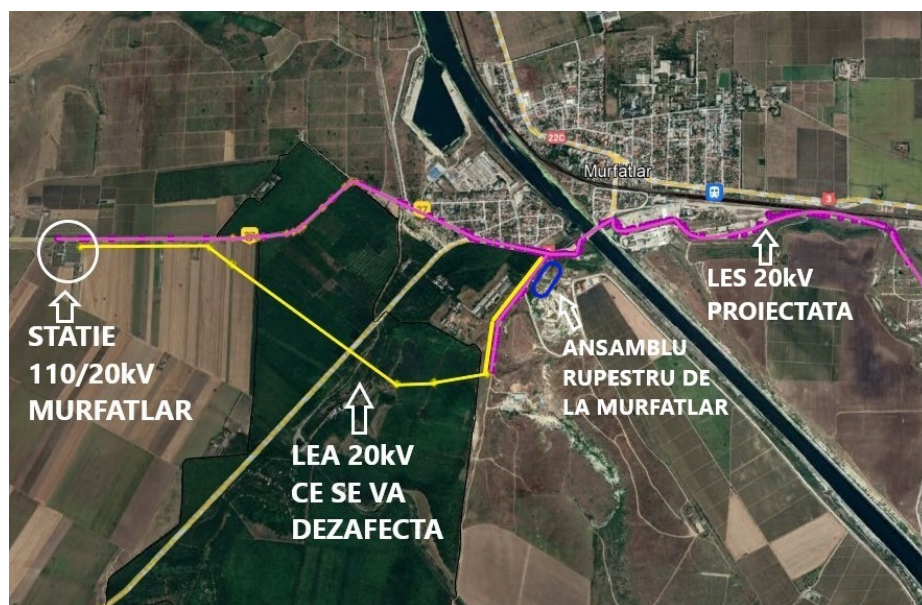 22C
Murfatlar
3
LES 20kV
PROIECTATA
STATIE
110/20kV
MURFATLAR
ANSAMBLU
RUPESTRU DE
LA MURFATLAR
LEA 20kV
CE SE VA
DEZAFECTA